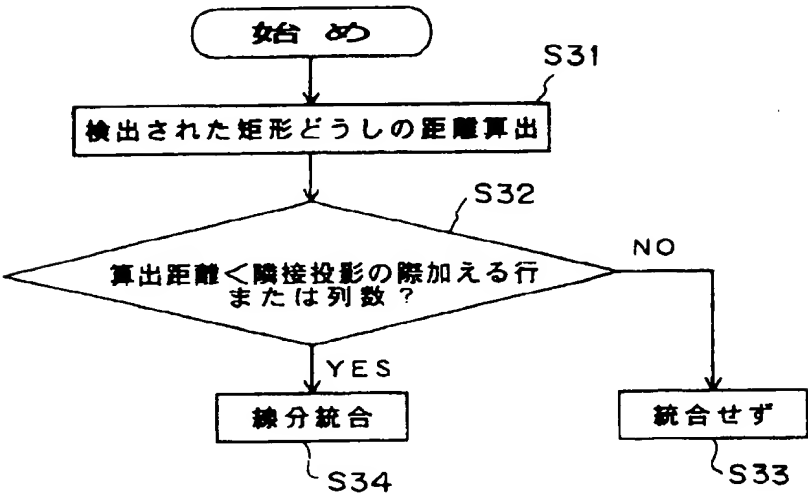 始め
S31
検出された矩形どうしの距離算出
S32
算出距離＜隣接投影の際加える行
または列数？
NO
YES
線分統合
統合せず
S34
S33